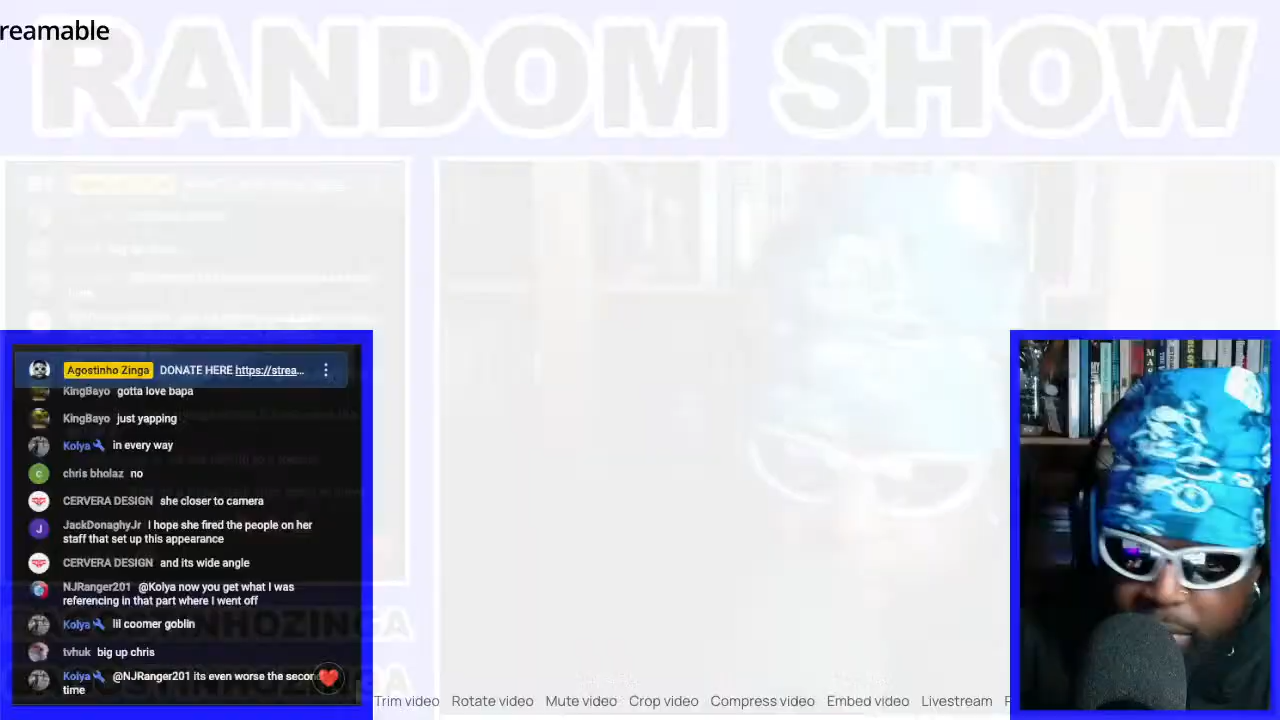 reamable
RANDOM SHOW
Agostinho Zinga DONATE HERE https://strea...
KingBayo gotta love bapa
KingBayo just yapping
Kolya in every way
chris bholaz no
CERVERA DESIGN she closer to camera
JackDonaghyJr I hope she fired the people on her
staff that set up this appearance
CERVERA DESIGN and its wide angle
NJRanger201 @Kolya now you get what I was
referencing in that part where I went off
Kolya lil coomer goblin
tvhuk big up chris
Kolya @NJRanger201 its even worse the secon
time
Trim video Rotate video Mute video Crop video Compress video Embed video Livestream